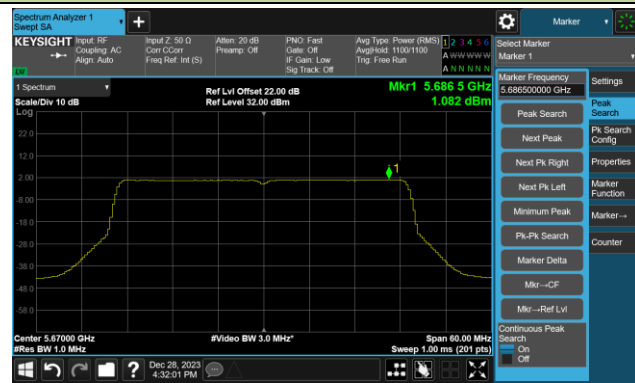 Spectrum Analyzer 1
Swept SA
Marker
KEYSIGHT
Input: RF
Coupling: AC
Align: Auto
Input Z: 50 Ω
Corr CCorr
Freq Ref: Int (S)
Atten: 20 dB
Preamp: Off
PNO: Fast
Gate: Off
IF Gain: Low
Sig Track: Off
Avg Type: Power (RMS)
Avg|Hold: 1100/1100
Trig: Free Run
1 2 3 4 5 6
A W W W W W
A N N N N N
LW
Select Marker
Marker 1
1 Spectrum
Scale/Div 10 dB
Log
Ref Lvl Offset 22.00 dB
Ref Level 32.00 dBm
Mkr1 5.686 5 GHz
1.082 dBm
22.0
12.0
2.00
-8.00
-18.0
-28.0
-38.0
-48.0
-58.0
1
Center 5.67000 GHz
#Res BW 1.0 MHz
#Video BW 3.0 MHz*
Span 60.00 MHz
Sweep 1.00 ms (201 pts)
Marker Frequency
5.686500000 GHz
Peak Search
Next Peak
Next Pk Right
Next Pk Left
Minimum Peak
Pk-Pk Search
Marker Delta
Mkr→CF
Mkr→Ref Lvl
Continuous Peak
Search
On
Off
Settings
Peak
Search
Pk Search
Config
Properties
Marker
Function
Marker→
Counter
?
Dec 28, 2023
4:32:01 PM